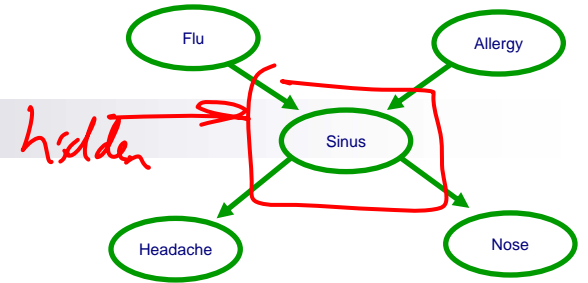 Flu
Allergy
hidden
Sinus
Headache
Nose